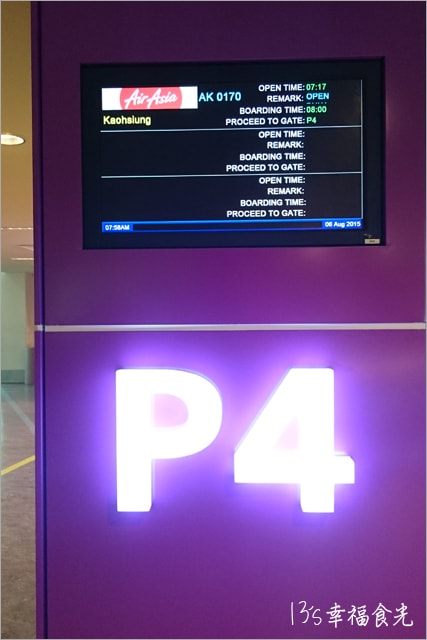 AirAsia AK 0170 OPEN TIME: 07:17
REMARK: OPEN
BOARDING TIME: 08:00
Kaohsiung PROCEED TO GATE: P4
OPEN TIME:
REMARK:
BOARDING TIME:
PROCEED TO GATE:
OPEN TIME:
REMARK:
BOARDING TIME:
PROCEED TO GATE:
07:58AM 06 Aug 2015
P4
13's幸福食光